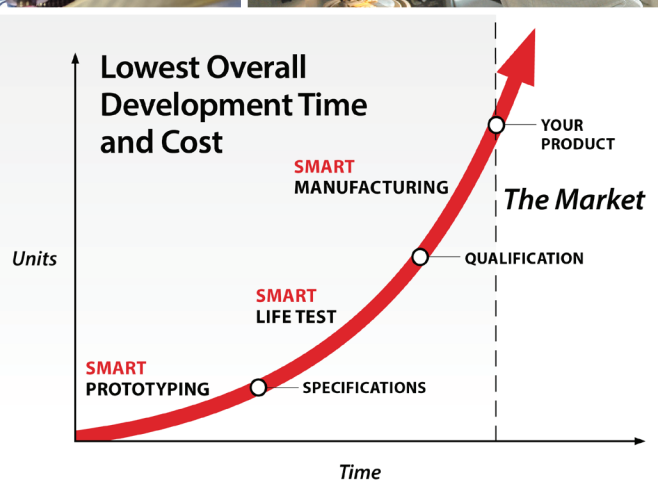 Lowest Overall
Development Time
and Cost
YOUR
PRODUCT
SMART
MANUFACTURING
The Market
Units
QUALIFICATION
SMART
LIFE TEST
SMART
PROTOTYPING
SPECIFICATIONS
Time